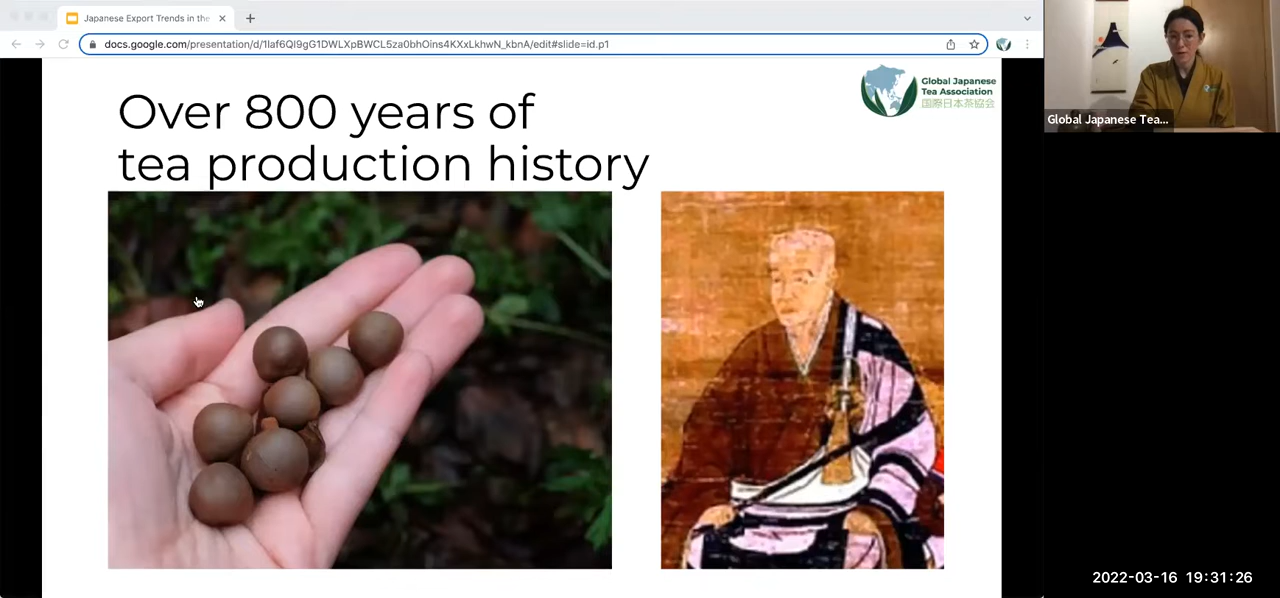 Japanese Export Trends in the
docs.google.com/presentation/d/1Iaf6QI9gG1DWLXpBWCL5za0bhOins4KXxLkhwN_kbnA/edit#slide=id.p1
Over 800 years of
tea production history
Global Japanese
Tea Association
国際日本茶協会
Global Japanese Tea...
2022-03-16 19:31:26